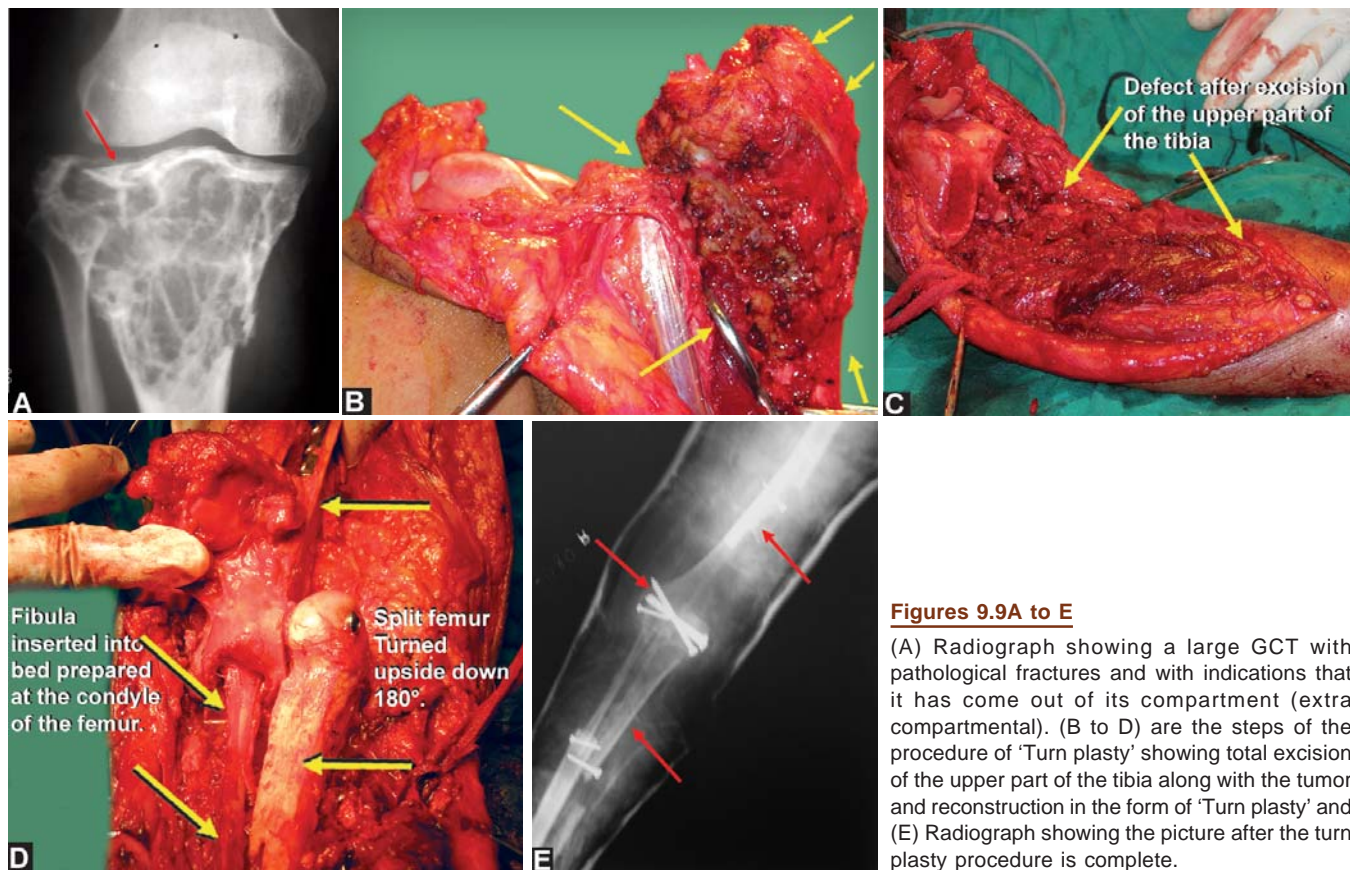 A
B
C
Defect after excision
of the upper part of
the tibia
D
Fibula
inserted into
bed prepared
at the condyle
of the femur.
Split femur
Turned
upside down
180°.
E
Figures 9.9A to E
(A) Radiograph showing a large GCT with
pathological fractures and with indications that
it has come out of its compartment (extra
compartmental). (B to D) are the steps of the
procedure of ‘Turn plasty’ showing total excision
of the upper part of the tibia along with the tumor
and reconstruction in the form of ‘Turn plasty’ and
(E) Radiograph showing the picture after the turn
plasty procedure is complete.